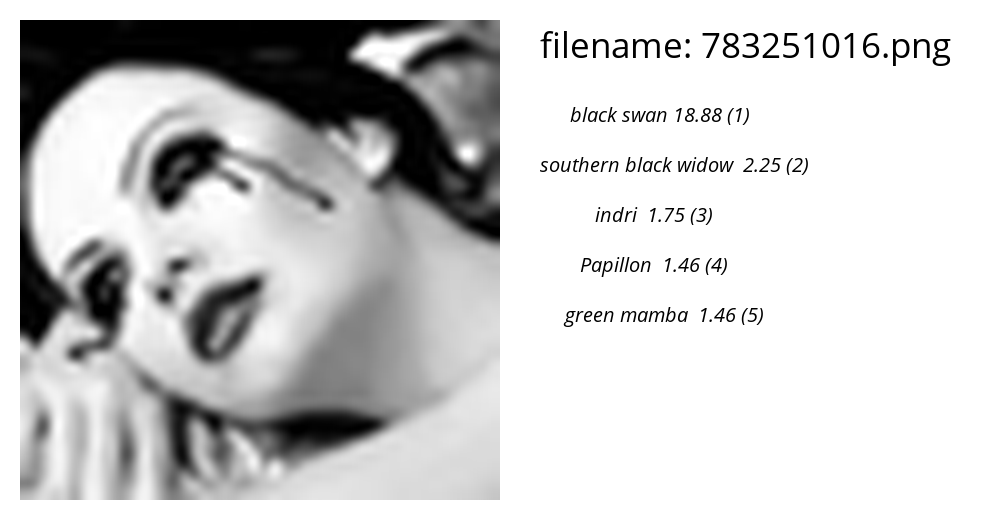 filename: 783251016.png
black swan 18.88 (1)
southern black widow 2.25 (2)
indri 1.75 (3)
Papillon 1.46 (4)
green mamba 1.46 (5)